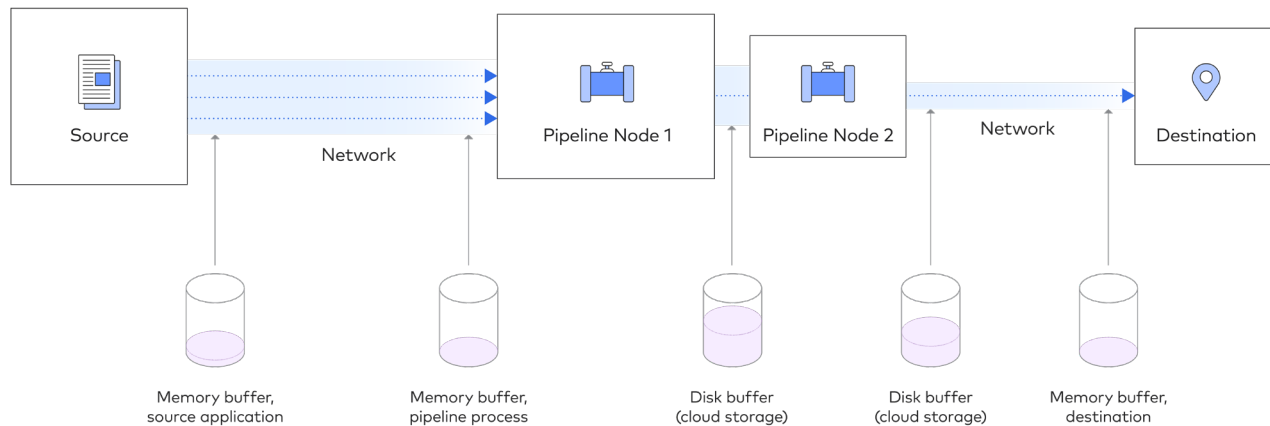 Source
Network
Pipeline Node 1
Pipeline Node 2
Network
Destination
Memory buffer,
source application
Memory buffer,
pipeline process
Disk buffer
(cloud storage)
Disk buffer
(cloud storage)
Memory buffer,
destination